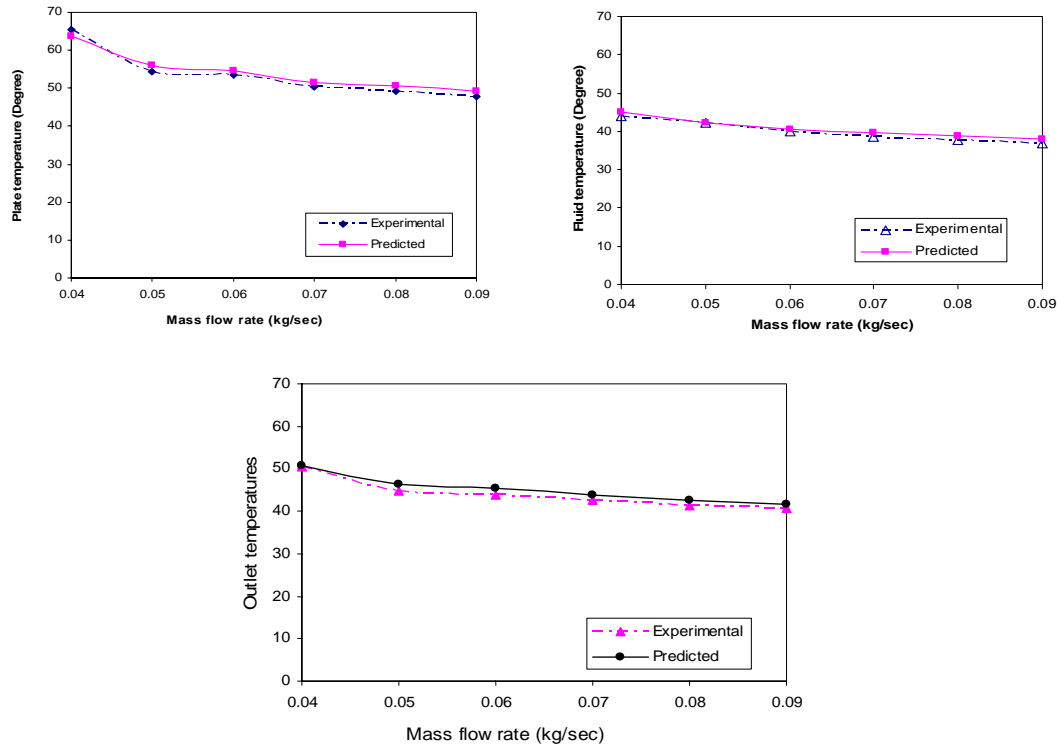 70
60
50
40
30
20
10
0
Plate temperature (Degree)
Experimental
Predicted
0.04 0.05 0.06 0.07 0.08 0.09
Mass flow rate (kg/sec)
70
60
50
40
30
20
10
0
Fluid temperature (Degree)
Experimental
Predicted
0.04 0.05 0.06 0.07 0.08 0.09
Mass flow rate (kg/sec)
70
60
50
40
30
20
10
0
Outlet temperatures
Experimental
Predicted
0.04 0.05 0.06 0.07 0.08 0.09
Mass flow rate (kg/sec)